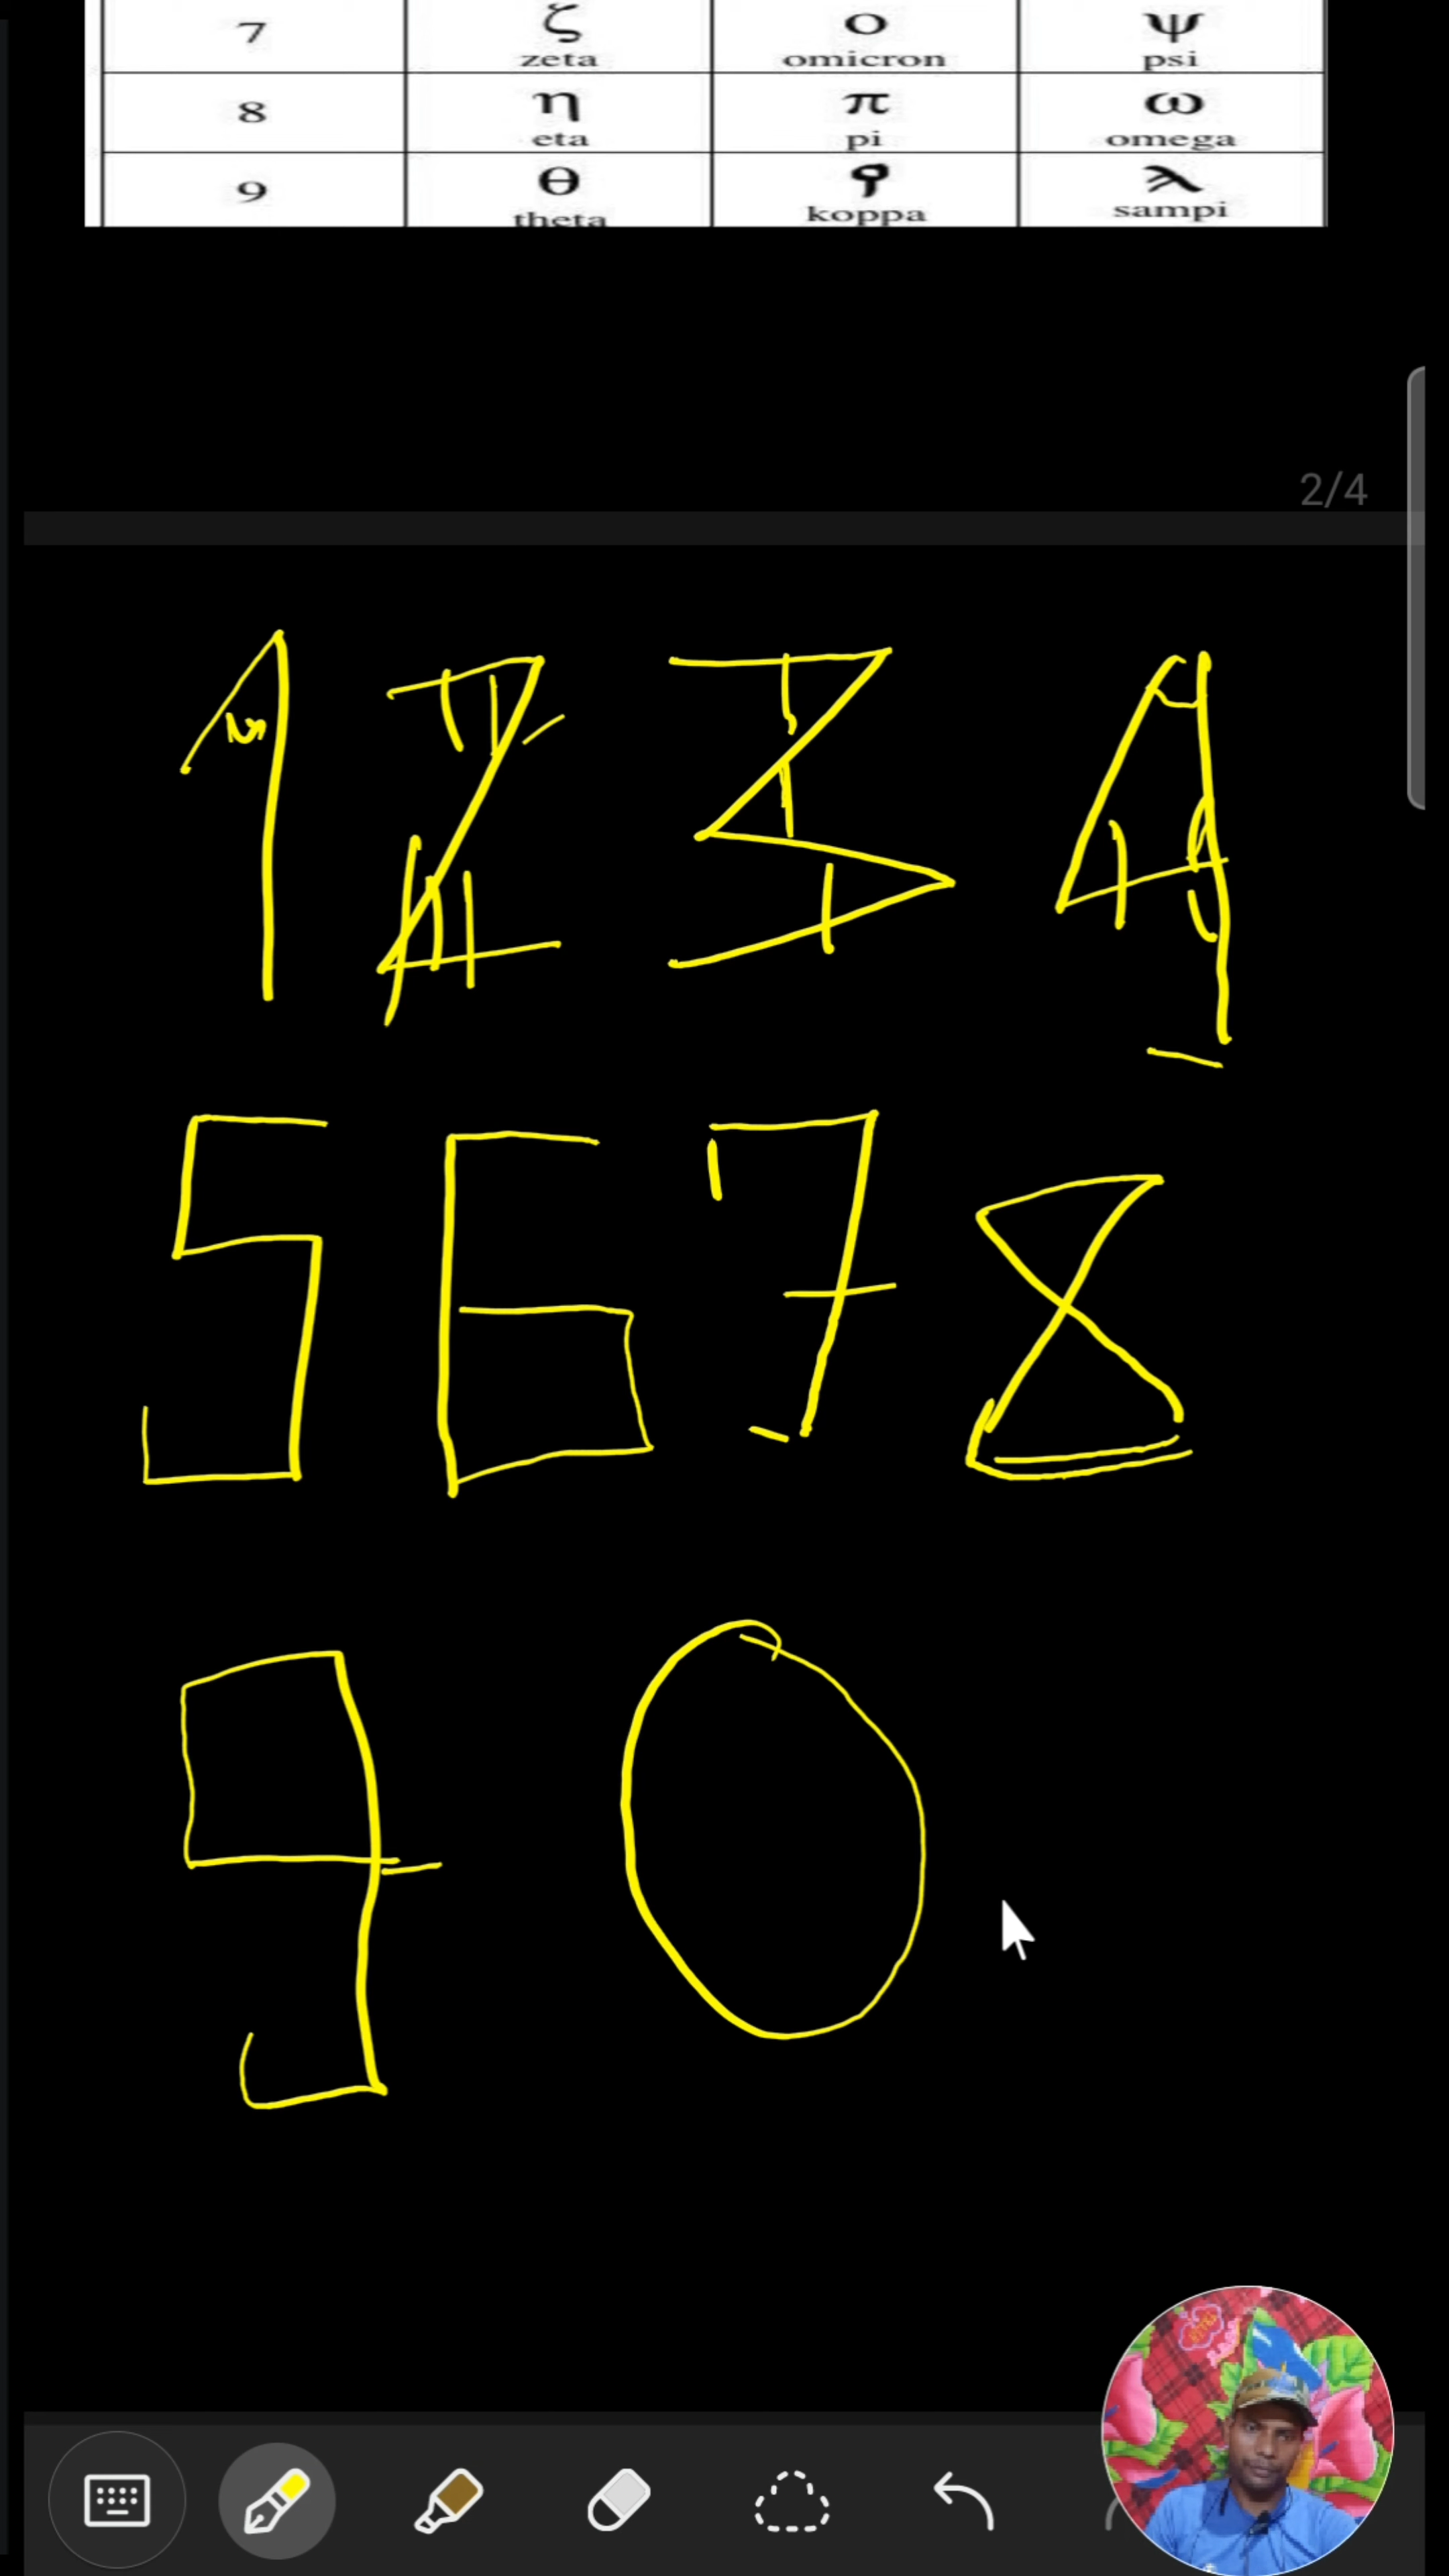 7 ζ ο ψ
zeta omicron psi
8 η π ω
eta pi omega
9 θ ϙ ϡ
theta koppa sampi
2/4
1 2 3 4
5 6 7 8
9 0